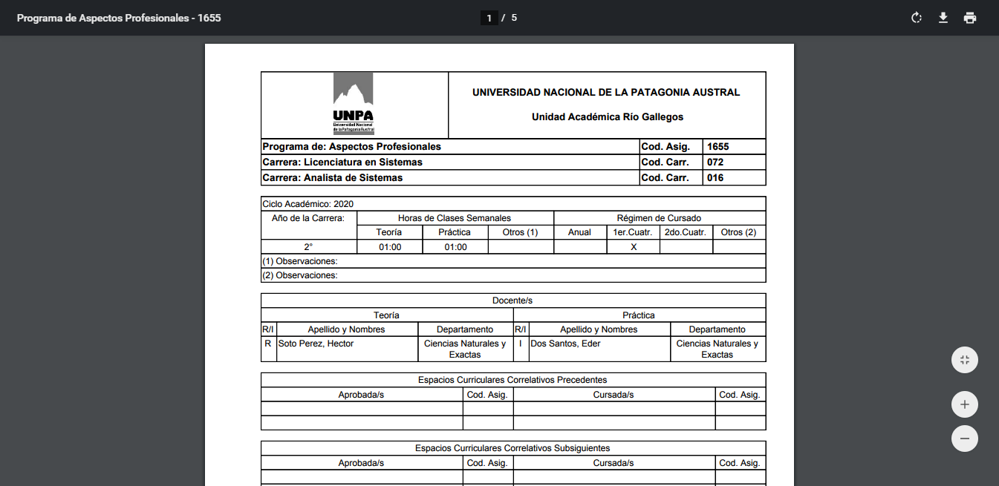 Programa de Aspectos Profesionales - 1655
1 / 5
UNPA
Universidad Nacional
de la Patagonia Austral
UNIVERSIDAD NACIONAL DE LA PATAGONIA AUSTRAL
Unidad Académica Río Gallegos
Programa de: Aspectos Profesionales Cod. Asig. 1655
Carrera: Licenciatura en Sistemas Cod. Carr. 072
Carrera: Analista de Sistemas Cod. Carr. 016
Ciclo Académico: 2020
Año de la Carrera: Horas de Clases Semanales Régimen de Cursado
Teoría Práctica Otros (1) Anual 1er.Cuatr. 2do.Cuatr. Otros (2)
2° 01:00 01:00 X
(1) Observaciones:
(2) Observaciones:
Docente/s
Teoría Práctica
R/I Apellido y Nombres Departamento R/I Apellido y Nombres Departamento
R Soto Perez, Hector Ciencias Naturales y I Dos Santos, Eder Ciencias Naturales y
Exactas Exactas
Espacios Curriculares Correlativos Precedentes
Aprobada/s Cod. Asig. Cursada/s Cod. Asig.
Espacios Curriculares Correlativos Subsiguientes
Aprobada/s Cod. Asig. Cursada/s Cod. Asig.